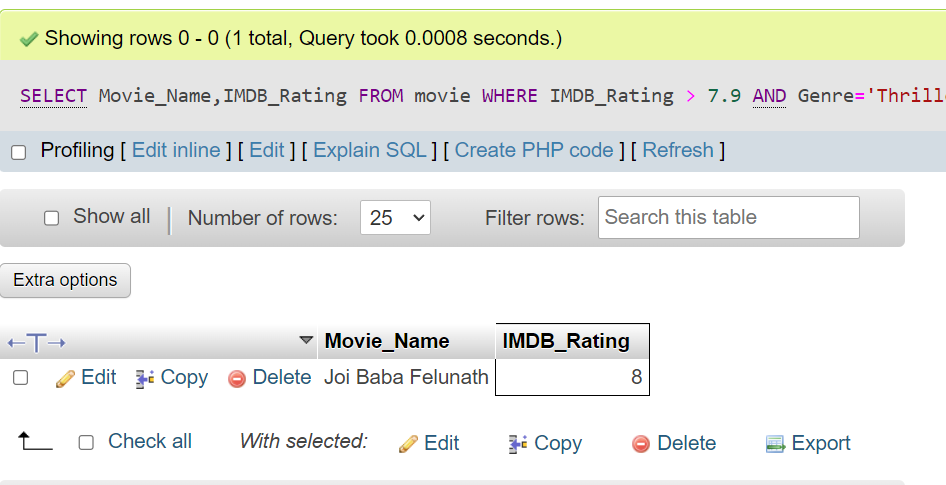 Showing rows 0 - 0 (1 total, Query took 0.0008 seconds.)
SELECT Movie_Name,IMDB_Rating FROM movie WHERE IMDB_Rating > 7.9 AND Genre='Thrill
Profiling [ Edit inline ] [ Edit ] [ Explain SQL ] [ Create PHP code ] [ Refresh ]
Show all Number of rows: 25 Filter rows: Search this table
Extra options
Movie_Name IMDB_Rating
Edit Copy Delete Joi Baba Felunath 8
Check all With selected: Edit Copy Delete Export